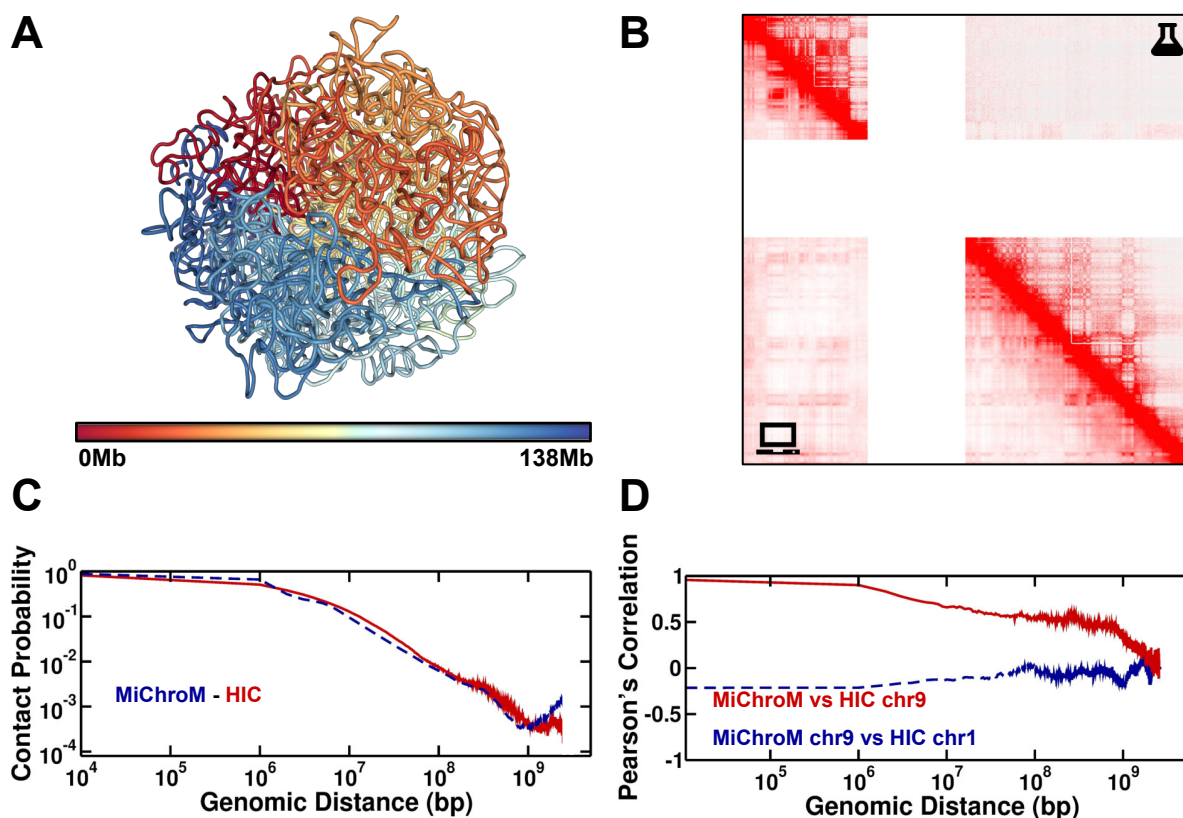 A
B
0Mb
138Mb
C
Contact Probability
10^0
10^-1
10^-2
10^-3
10^-4
MiChroM - HIC
10^4
10^5
10^6
10^7
10^8
10^9
Genomic Distance (bp)
D
Pearson's Correlation
1
0.5
0
-0.5
-1
MiChroM vs HIC chr9
MiChroM chr9 vs HIC chr1
10^5
10^6
10^7
10^8
10^9
Genomic Distance (bp)